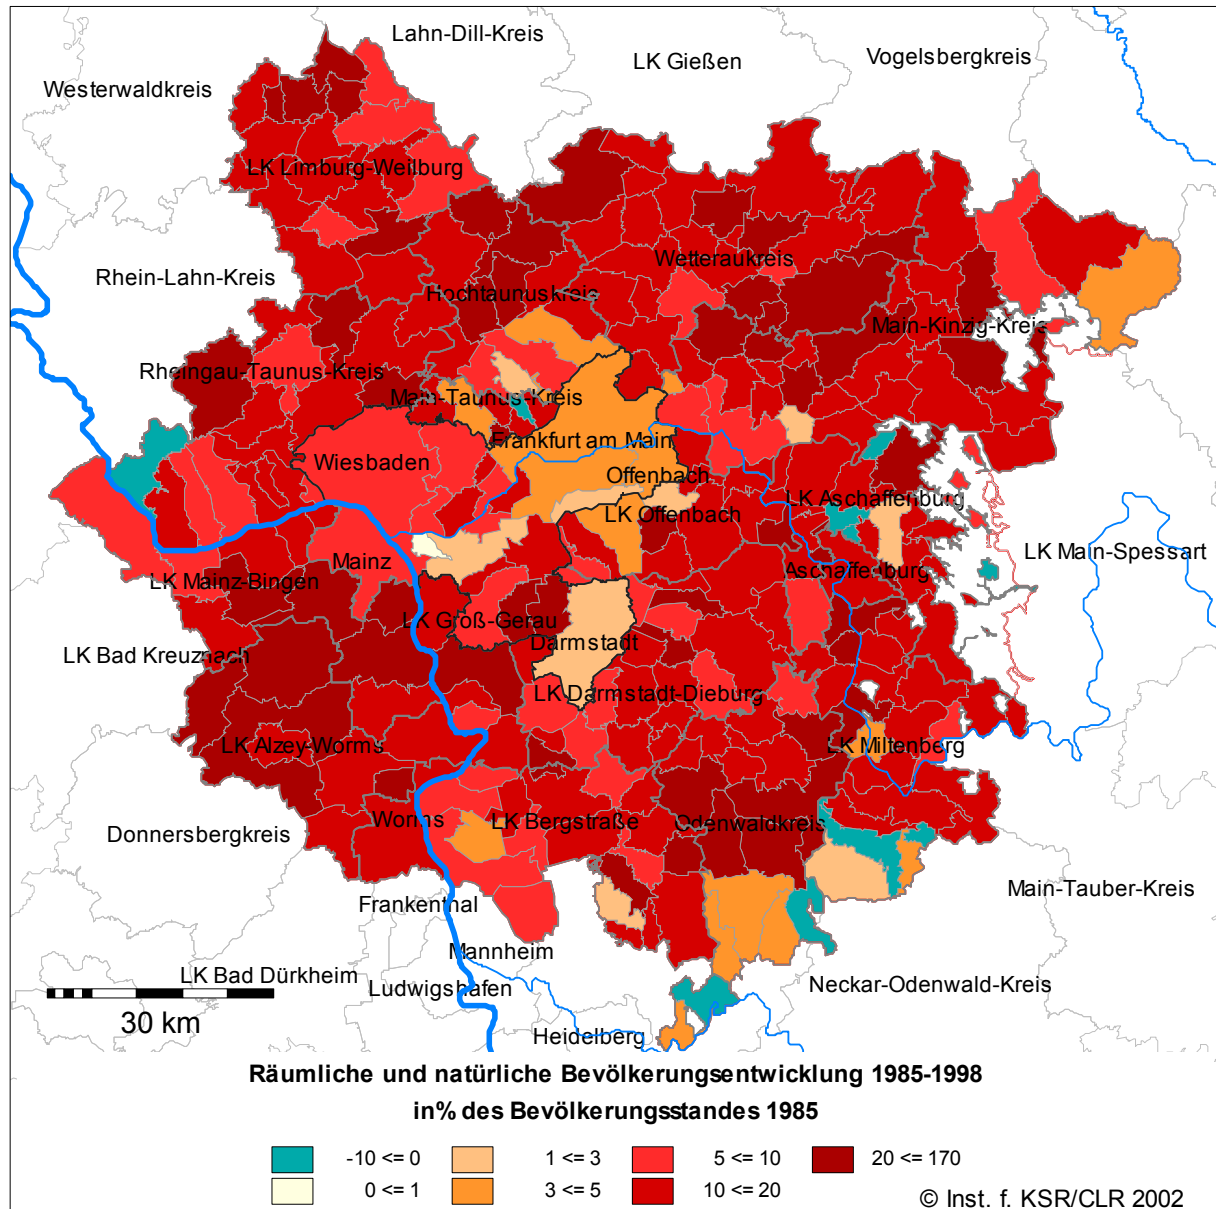 Lahn-Dill-Kreis
LK Gießen
Vogelsbergkreis
Westerwaldkreis
LK Limburg-Weilburg
Rhein-Lahn-Kreis
Wetteraukreis
Hochtaunuskreis
Main-Kinzig-Kreis
Rheingau-Taunus-Kreis
Main-Taunus-Kreis
Frankfurt am Main
Wiesbaden
Offenbach
LK Aschaffenburg
LK Offenbach
LK Main-Spessart
Mainz
Aschaffenburg
LK Mainz-Bingen
LK Groß-Gerau
Darmstadt
LK Bad Kreuznach
LK Darmstadt-Dieburg
LK Alzey-Worms
LK Miltenberg
Worms
LK Bergstraße
Odenwaldkreis
Donnersbergkreis
Main-Tauber-Kreis
Frankenthal
Mannheim
LK Bad Dürkheim
Ludwigshafen
Neckar-Odenwald-Kreis
30 km
Heidelberg
Räumliche und natürliche Bevölkerungsentwicklung 1985-1998
in% des Bevölkerungsstandes 1985
-10 <= 0 1 <= 3 5 <= 10 20 <= 170
0 <= 1 3 <= 5 10 <= 20
© Inst. f. KSR/CLR 2002